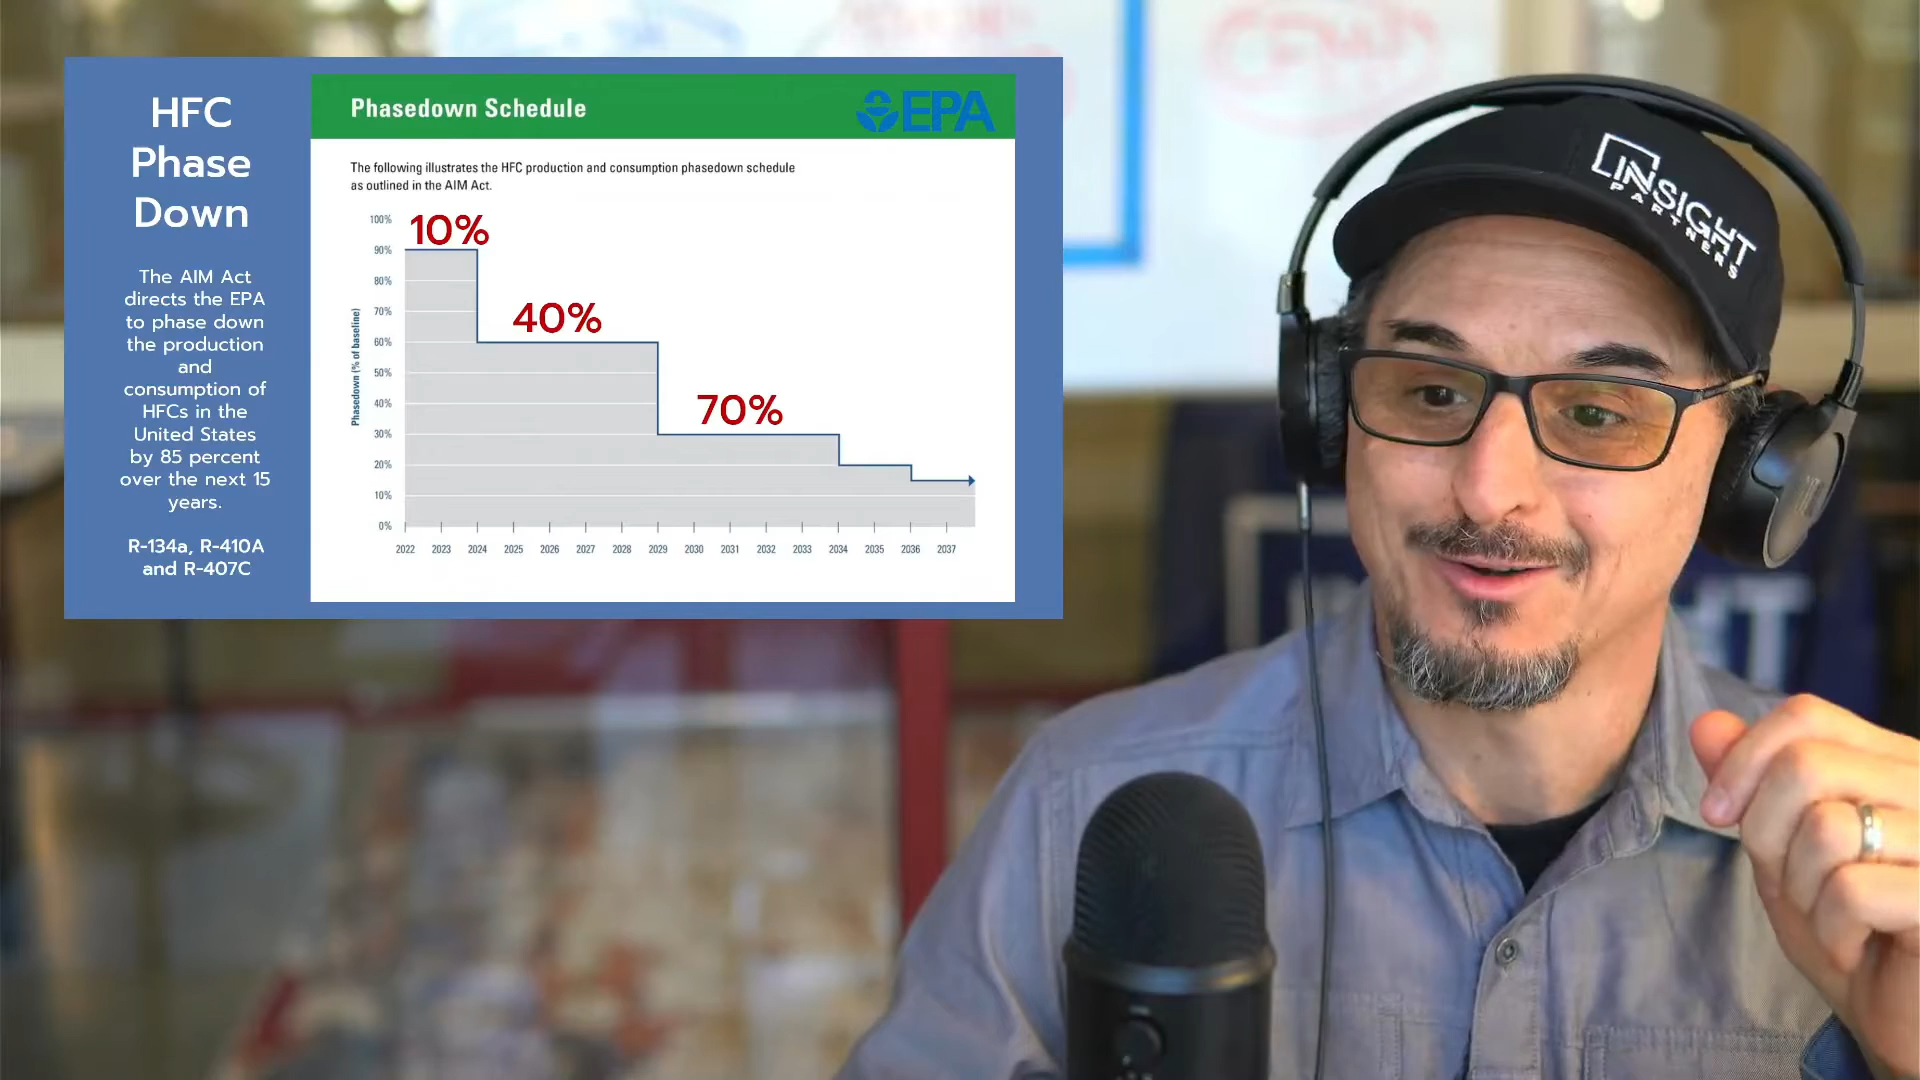 HFC
Phase
Down
The AIM Act
directs the EPA
to phase down
the production
and
consumption of
HFCs in the
United States
by 85 percent
over the next 15
years.
R-134a, R-410A
and R-407C
Phasedown Schedule
EPA
The following illustrates the HFC production and consumption phasedown schedule
as outlined in the AIM Act.
Phasedown (% of baseline)
100%
90%
80%
70%
60%
50%
40%
30%
20%
10%
0%
10%
40%
70%
2022 2023 2024 2025 2026 2027 2028 2029 2030 2031 2032 2033 2034 2035 2036 2037
INSIGHT
PARTNERS